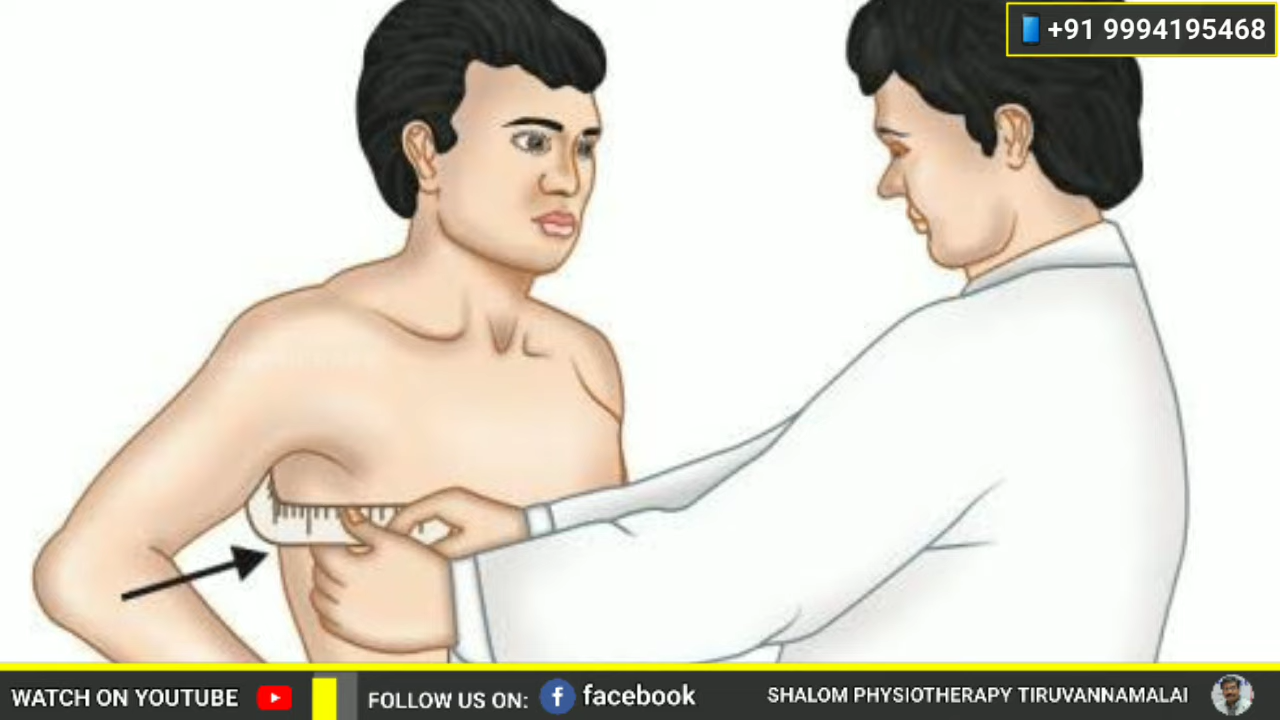 +91 9994195468
WATCH ON YOUTUBE
FOLLOW US ON: facebook
SHALOM PHYSIOTHERAPY TIRUVANNAMALAI